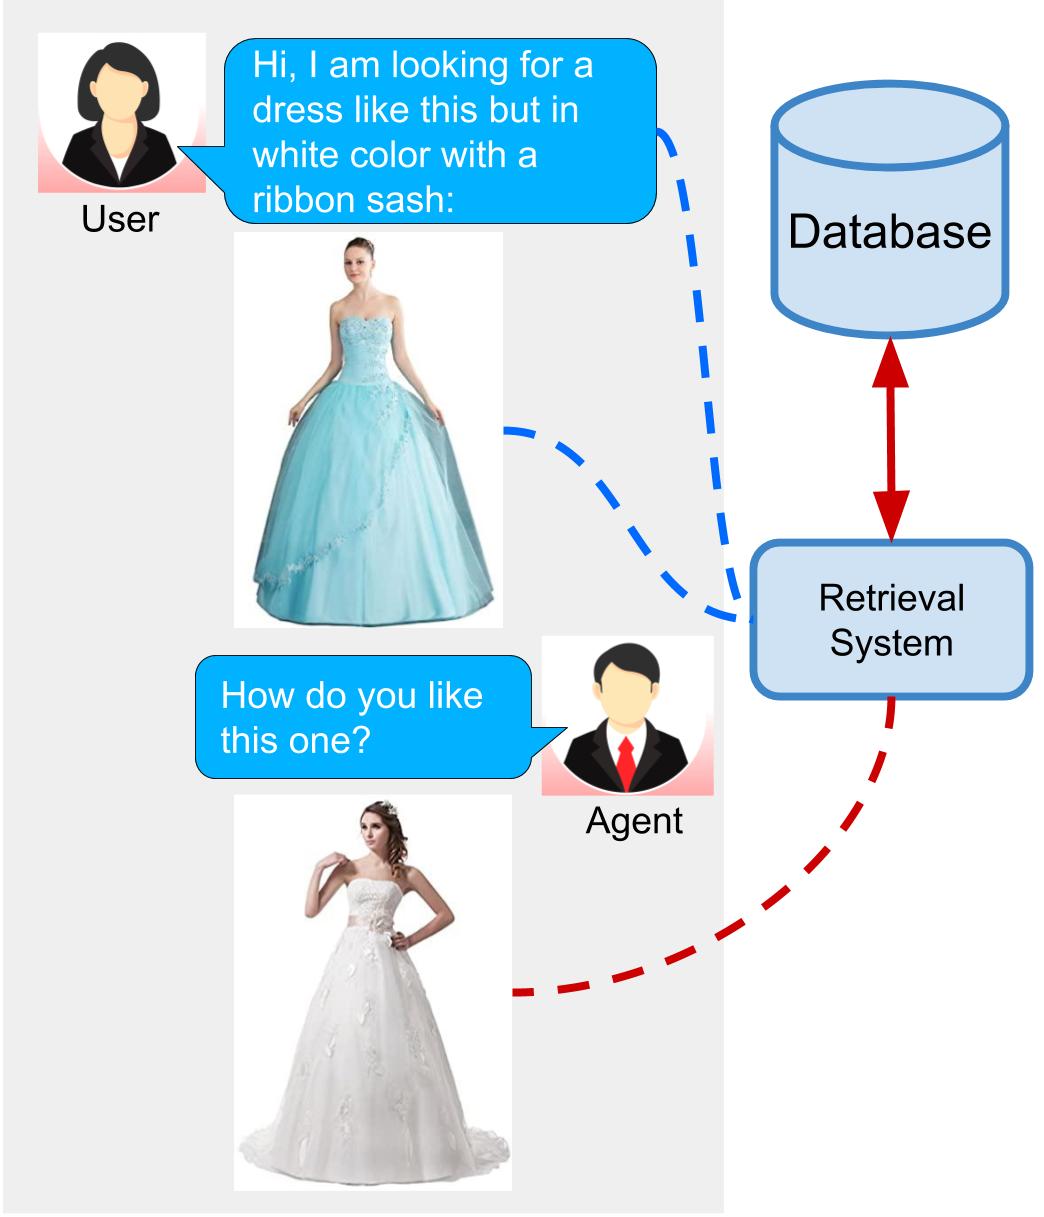 Hi, I am looking for a
dress like this but in
white color with a
ribbon sash:
User
Database
Retrieval
System
How do you like
this one?
Agent